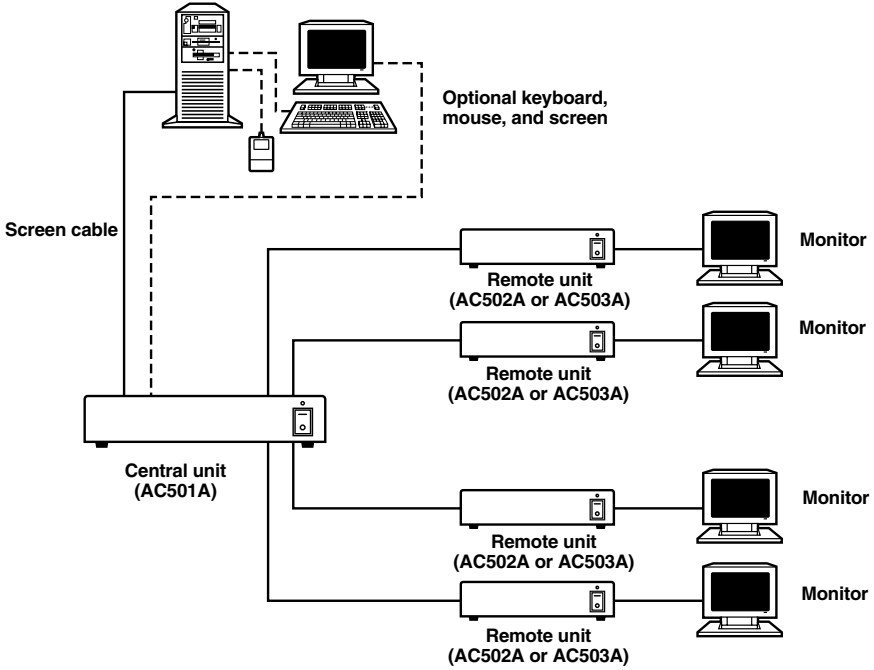 Optional keyboard,
mouse, and screen
Screen cable
Monitor
Remote unit
(AC502A or AC503A)
Monitor
Remote unit
(AC502A or AC503A)
Central unit
(AC501A)
Monitor
Remote unit
(AC502A or AC503A)
Monitor
Remote unit
(AC502A or AC503A)